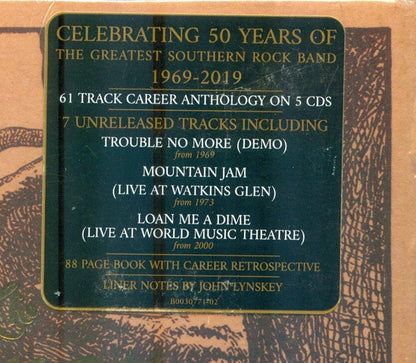 CELEBRATING 50 YEARS OF
THE GREATEST SOUTHERN ROCK BAND
1969-2019
61 TRACK CAREER ANTHOLOGY ON 5 CDS
7 UNRELEASED TRACKS INCLUDING
TROUBLE NO MORE (DEMO)
from 1969
MOUNTAIN JAM
(LIVE AT WATKINS GLEN)
from 1973
LOAN ME A DIME
(LIVE AT WORLD MUSIC THEATRE)
from 2000
88 PAGE BOOK WITH CAREER RETROSPECTIVE
LINER NOTES BY JOHN LYNSKEY
B0030771-02